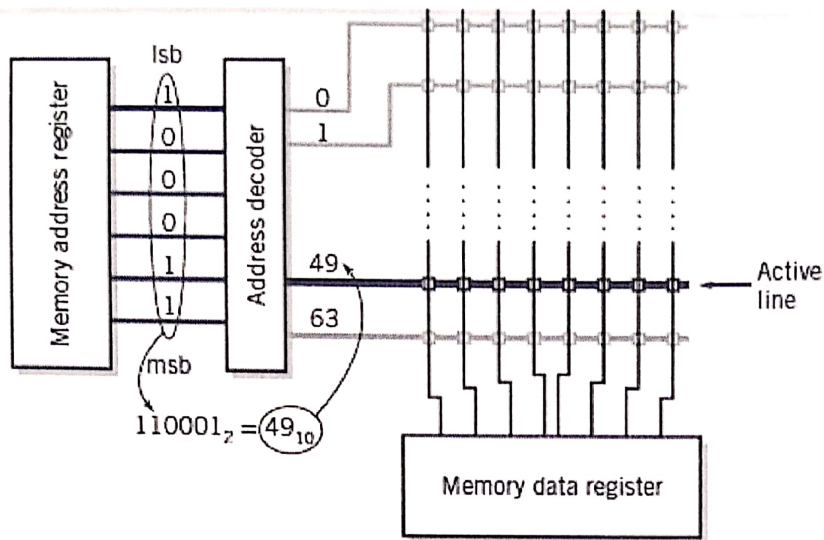 lsb
Memory address register
1
0
0
0
1
1
msb
Address decoder
0
1
49
63
Active
line
110001₂ = 49₁₀
Memory data register